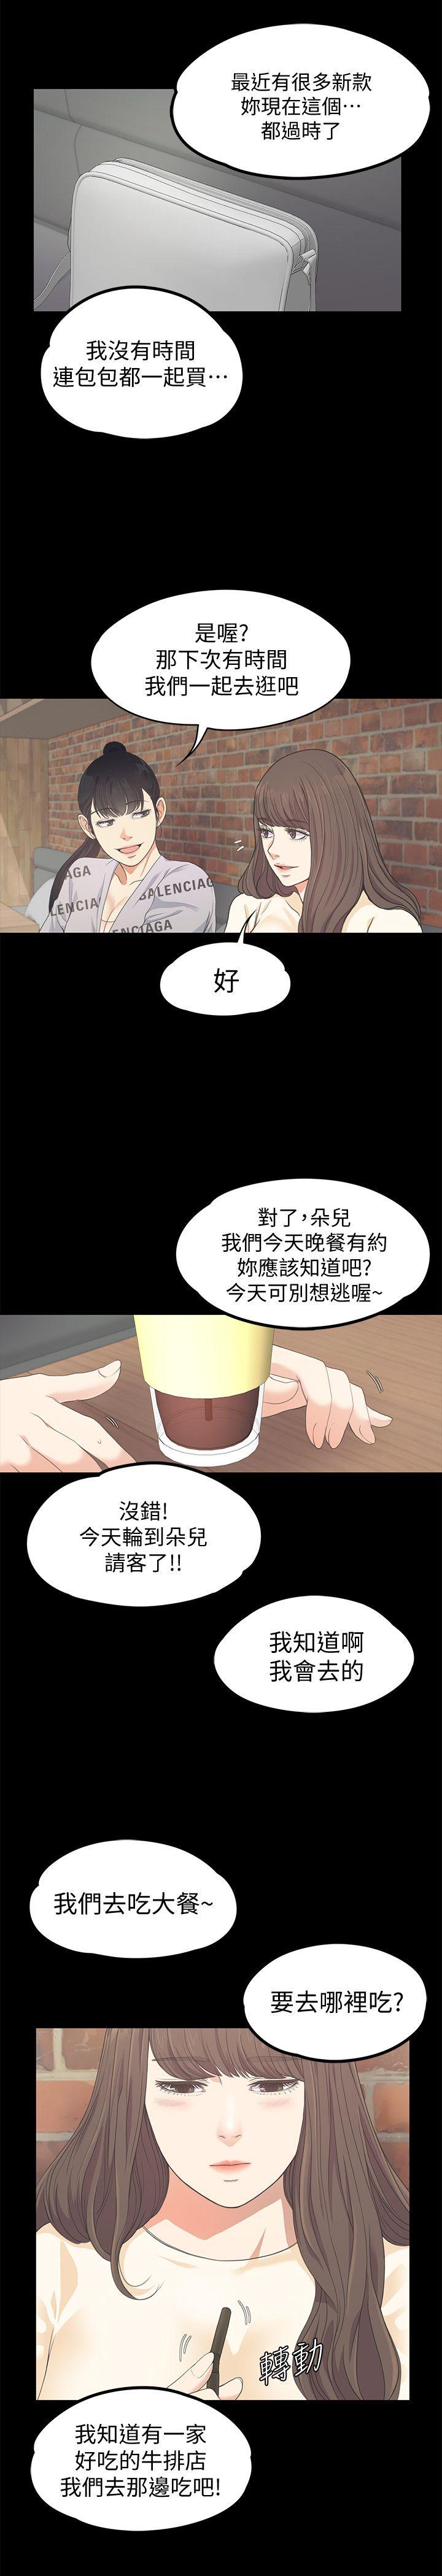 最近有很多新款
妳現在這個…
都過時了
我沒有時間
連包包都一起買…
是喔?
那下次有時間
我們一起去逛吧
AGA
LENCIAGA
BALENCIAGA
好
對了,朵兒
我們今天晚餐有約
妳應該知道吧?
今天可別想逃喔~
沒錯!
今天輪到朵兒
請客了!!
我知道啊
我會去的
我們去吃大餐~
要去哪裡吃?
轉動
我知道有一家
好吃的牛排店
我們去那邊吃吧!